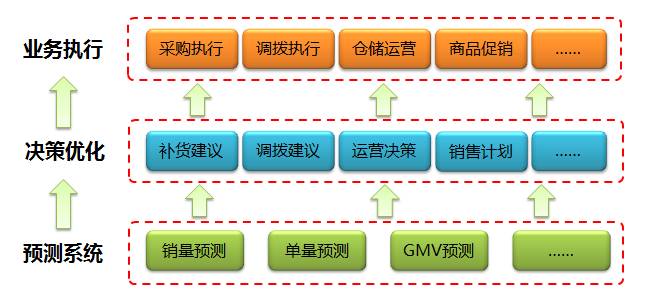 业务执行
采购执行 调拨执行 仓储运营 商品促销 ......
决策优化
补货建议 调拨建议 运营决策 销售计划 ......
预测系统
销量预测 单量预测 GMV预测 ......